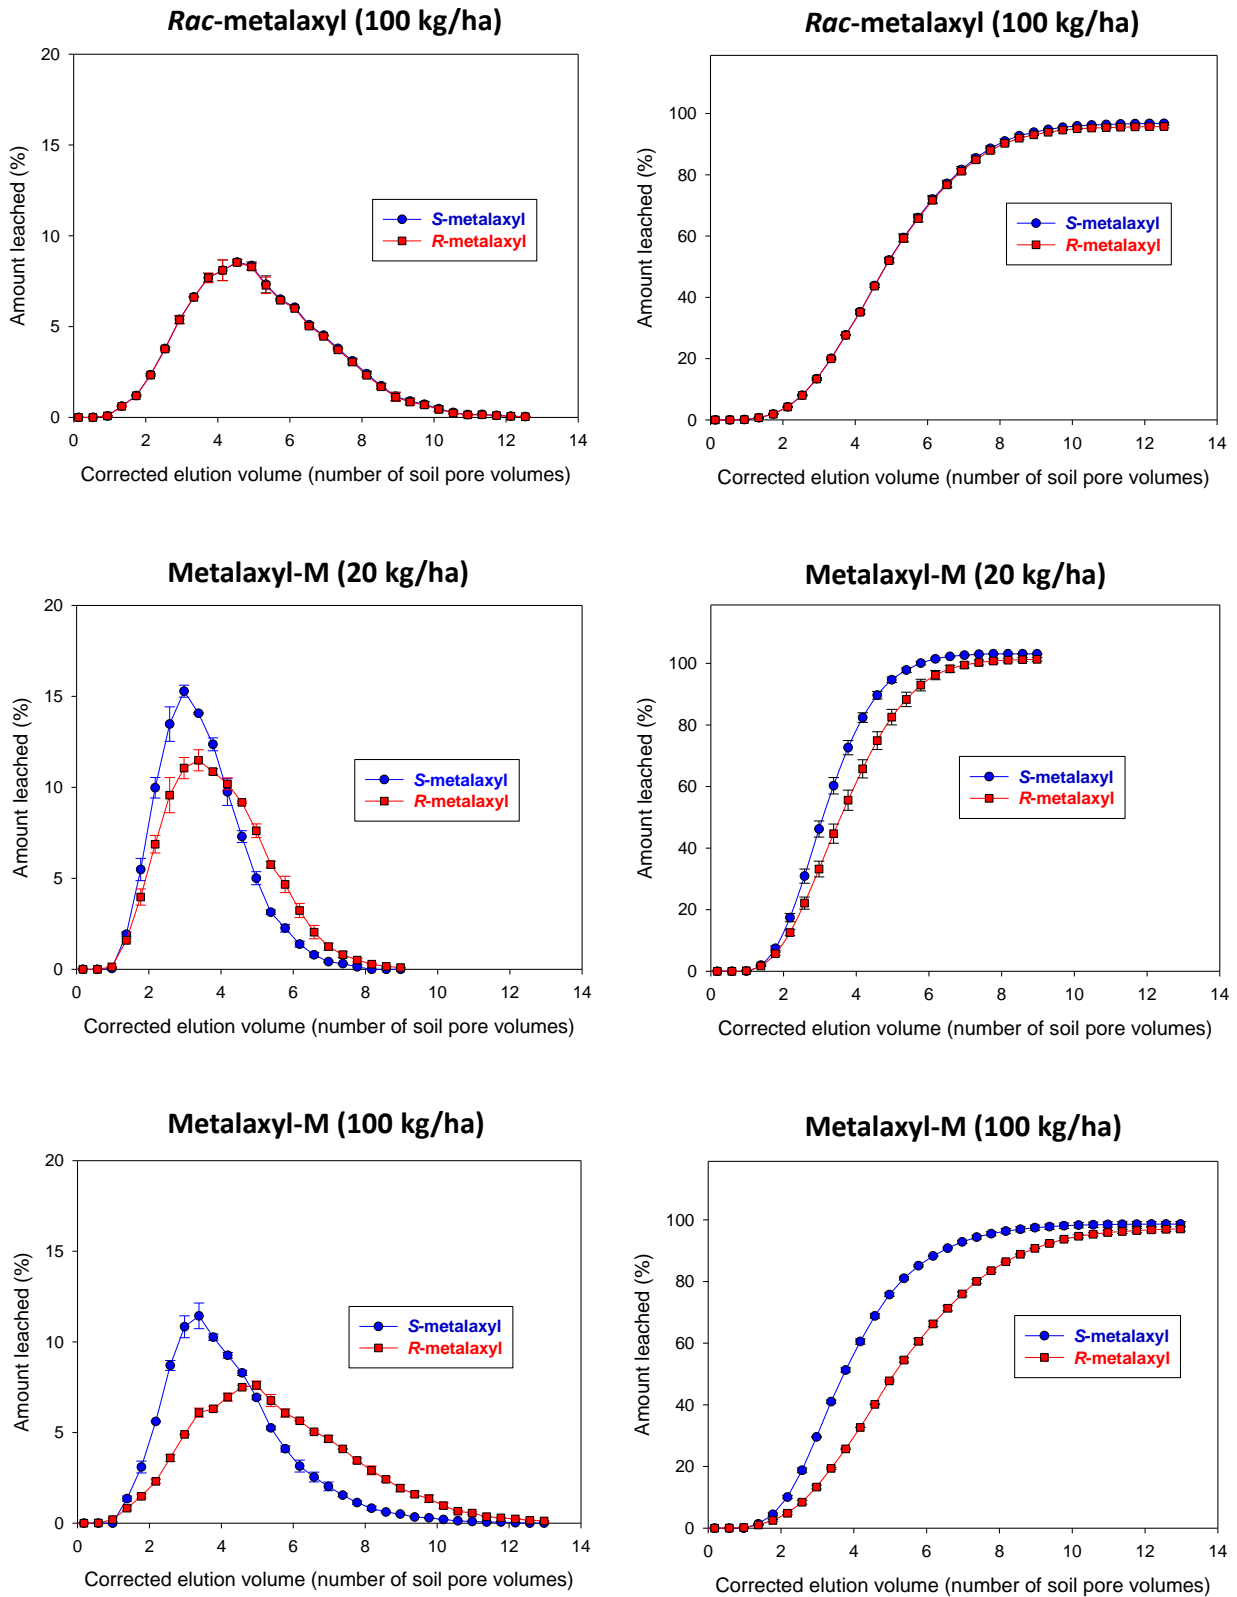 Rac-metalaxyl (100 kg/ha)
20
15
10
5
0
Amount leached (%)
S-metalaxyl
R-metalaxyl
0 2 4 6 8 10 12 14
Corrected elution volume (number of soil pore volumes)
Rac-metalaxyl (100 kg/ha)
100
80
60
40
20
0
Amount leached (%)
S-metalaxyl
R-metalaxyl
0 2 4 6 8 10 12 14
Corrected elution volume (number of soil pore volumes)
Metalaxyl-M (20 kg/ha)
20
15
10
5
0
Amount leached (%)
S-metalaxyl
R-metalaxyl
0 2 4 6 8 10 12 14
Corrected elution volume (number of soil pore volumes)
Metalaxyl-M (20 kg/ha)
100
80
60
40
20
0
Amount leached (%)
S-metalaxyl
R-metalaxyl
0 2 4 6 8 10 12 14
Corrected elution volume (number of soil pore volumes)
Metalaxyl-M (100 kg/ha)
20
15
10
5
0
Amount leached (%)
S-metalaxyl
R-metalaxyl
0 2 4 6 8 10 12 14
Corrected elution volume (number of soil pore volumes)
Metalaxyl-M (100 kg/ha)
100
80
60
40
20
0
Amount leached (%)
S-metalaxyl
R-metalaxyl
0 2 4 6 8 10 12 14
Corrected elution volume (number of soil pore volumes)